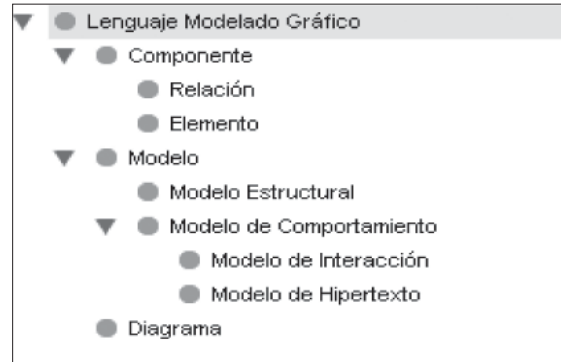 Lenguaje Modelado Gráfico
Componente
Relación
Elemento
Modelo
Modelo Estructural
Modelo de Comportamiento
Modelo de Interacción
Modelo de Hipertexto
Diagrama